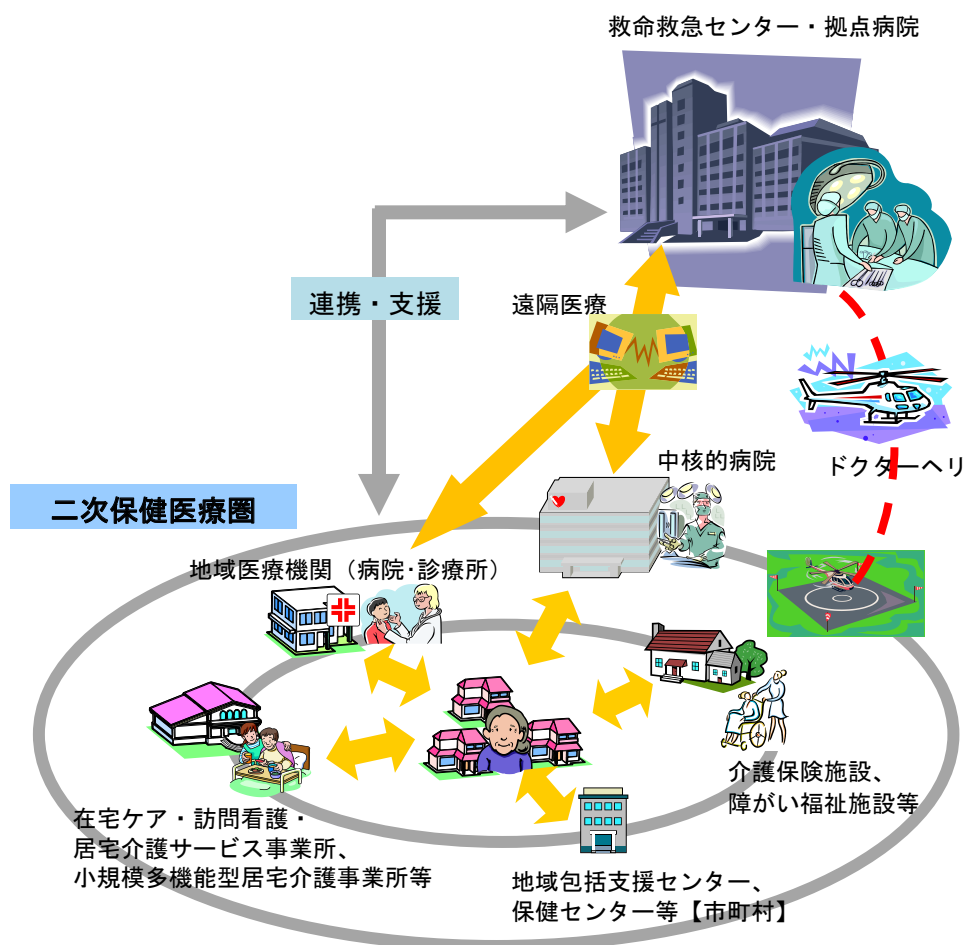 救命救急センター・拠点病院
連携・支援
遠隔医療
中核的病院
ドクターヘリ
二次保健医療圏
地域医療機関（病院･診療所）
介護保険施設、
障がい福祉施設等
在宅ケア・訪問看護・
居宅介護サービス事業所、
小規模多機能型居宅介護事業所等
地域包括支援センター、
保健センター等【市町村】